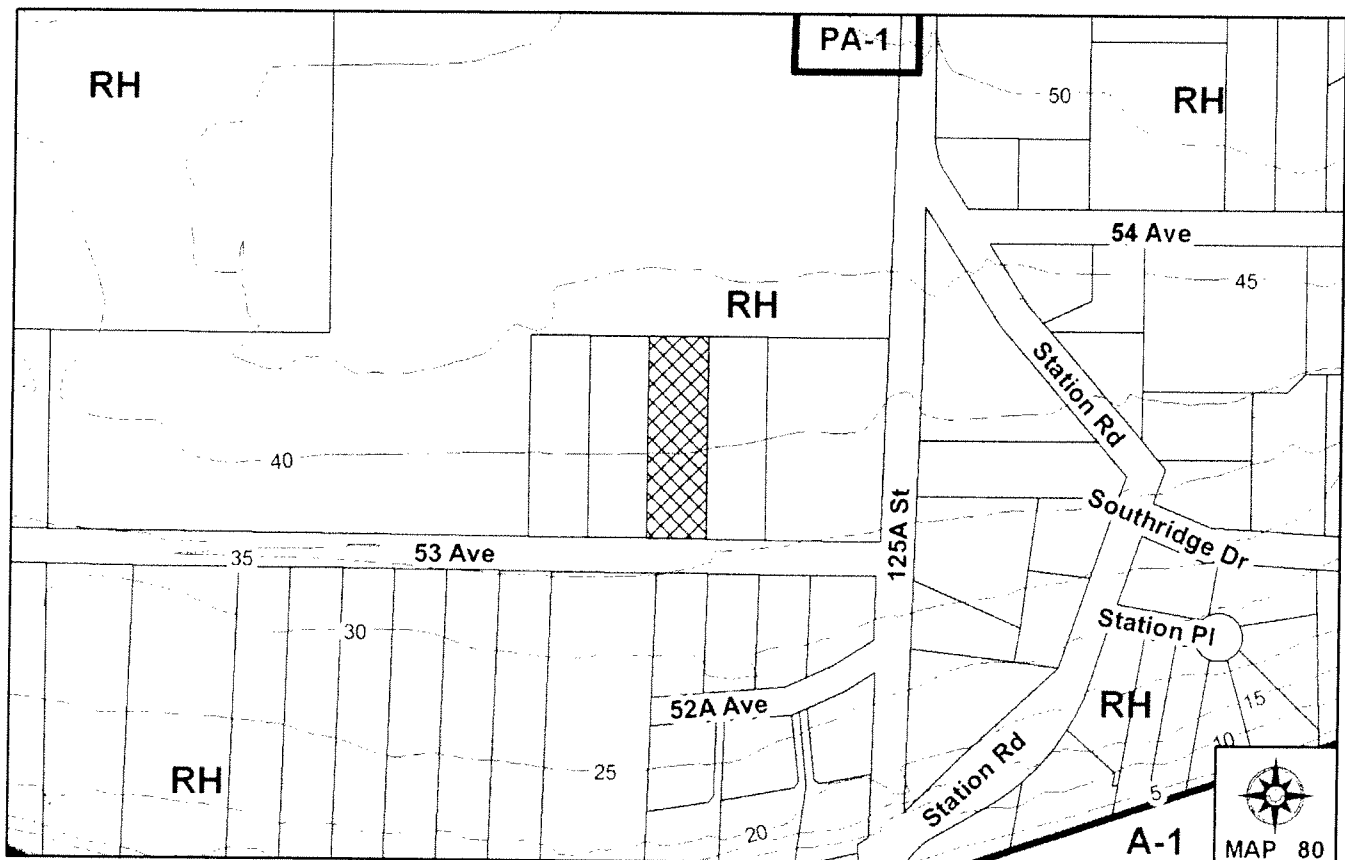 PA-1
RH
RH
50
54 Ave
45
RH
Station Rd
40
125A St
Southridge Dr
53 Ave
35
Station Pl
30
RH
15
52A Ave
10
RH
25
Station Rd
5
20
A-1
MAP 80